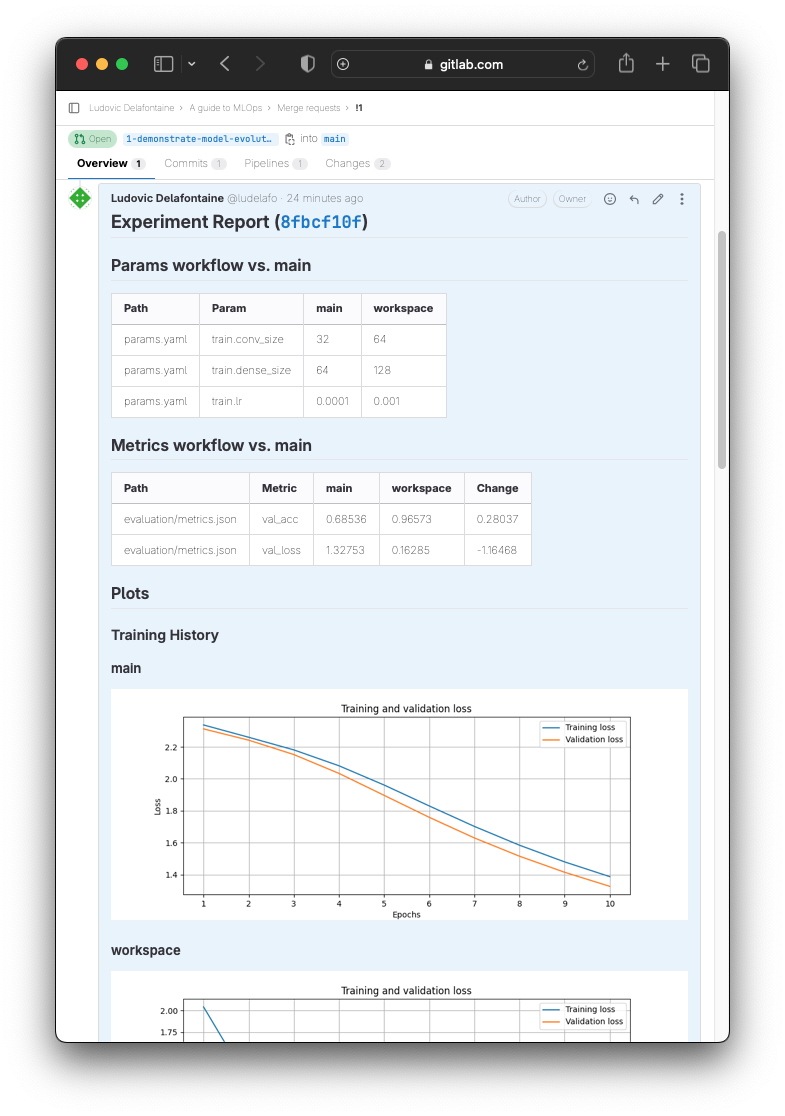 gitlab.com
Ludovic Delafontaine › A guide to MLOps › Merge requests › !1
Open 1-demonstrate-model-evolut… into main
Overview 1 Commits 1 Pipelines 1 Changes 2
Ludovic Delafontaine @ludelafo · 24 minutes ago Author Owner
Experiment Report (8fbcf10f)
Params workflow vs. main
Path Param main workspace
params.yaml train.conv_size 32 64
params.yaml train.dense_size 64 128
params.yaml train.lr 0.0001 0.001
Metrics workflow vs. main
Path Metric main workspace Change
evaluation/metrics.json val_acc 0.68536 0.96573 0.28037
evaluation/metrics.json val_loss 1.32753 0.16285 -1.16468
Plots
Training History
main
Training and validation loss
Training loss
Validation loss
2.2
2.0
1.8
1.6
1.4
Loss
1 2 3 4 5 6 7 8 9 10
Epochs
workspace
Training and validation loss
Training loss
Validation loss
2.00
1.75